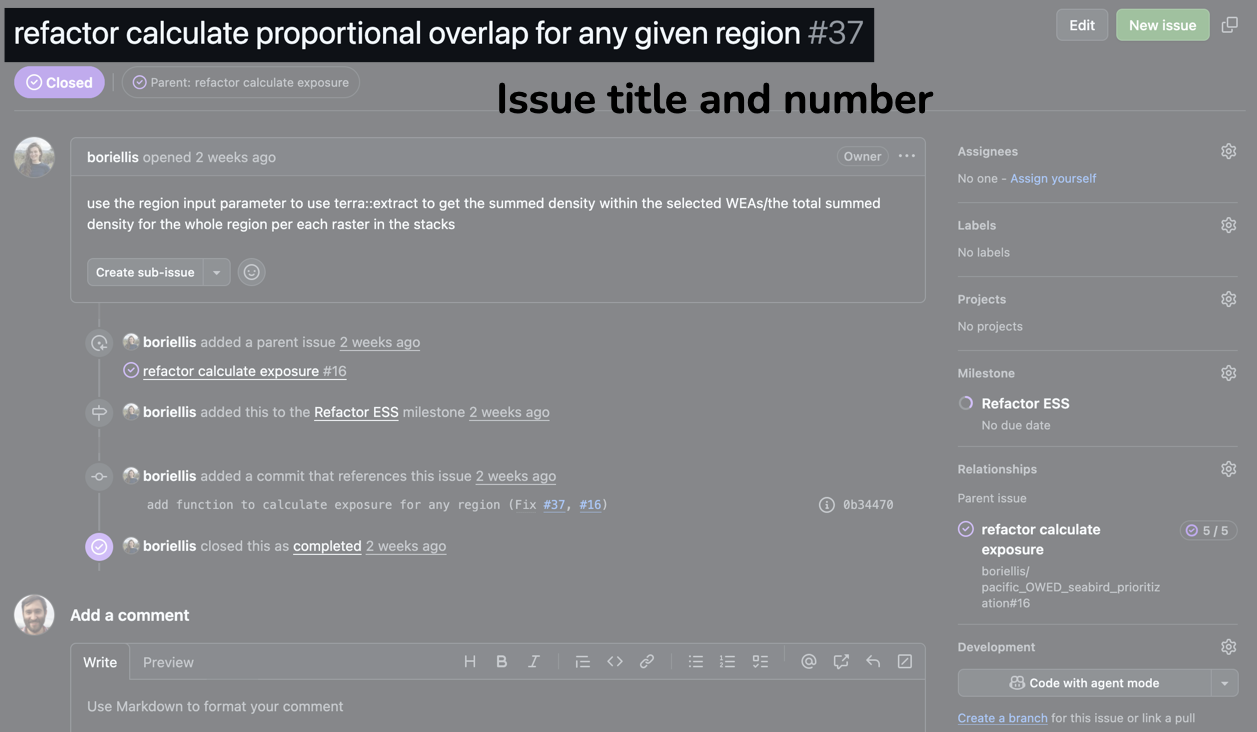 refactor calculate proportional overlap for any given region #37
Edit
New issue
Closed
Parent: refactor calculate exposure
Issue title and number
boriellis opened 2 weeks ago
Owner
use the region input parameter to use terra::extract to get the summed density within the selected WEAs/the total summed
density for the whole region per each raster in the stacks
Create sub-issue
boriellis added a parent issue 2 weeks ago
refactor calculate exposure #16
boriellis added this to the Refactor ESS milestone 2 weeks ago
boriellis added a commit that references this issue 2 weeks ago
add function to calculate exposure for any region (Fix #37, #16)
0b34470
boriellis closed this as completed 2 weeks ago
Add a comment
Write
Preview
Use Markdown to format your comment
Assignees
No one - Assign yourself
Labels
No labels
Projects
No projects
Milestone
Refactor ESS
No due date
Relationships
Parent issue
refactor calculate
exposure
5 / 5
boriellis/
pacific_OWED_seabird_prioritiz
ation#16
Development
Code with agent mode
Create a branch for this issue or link a pull